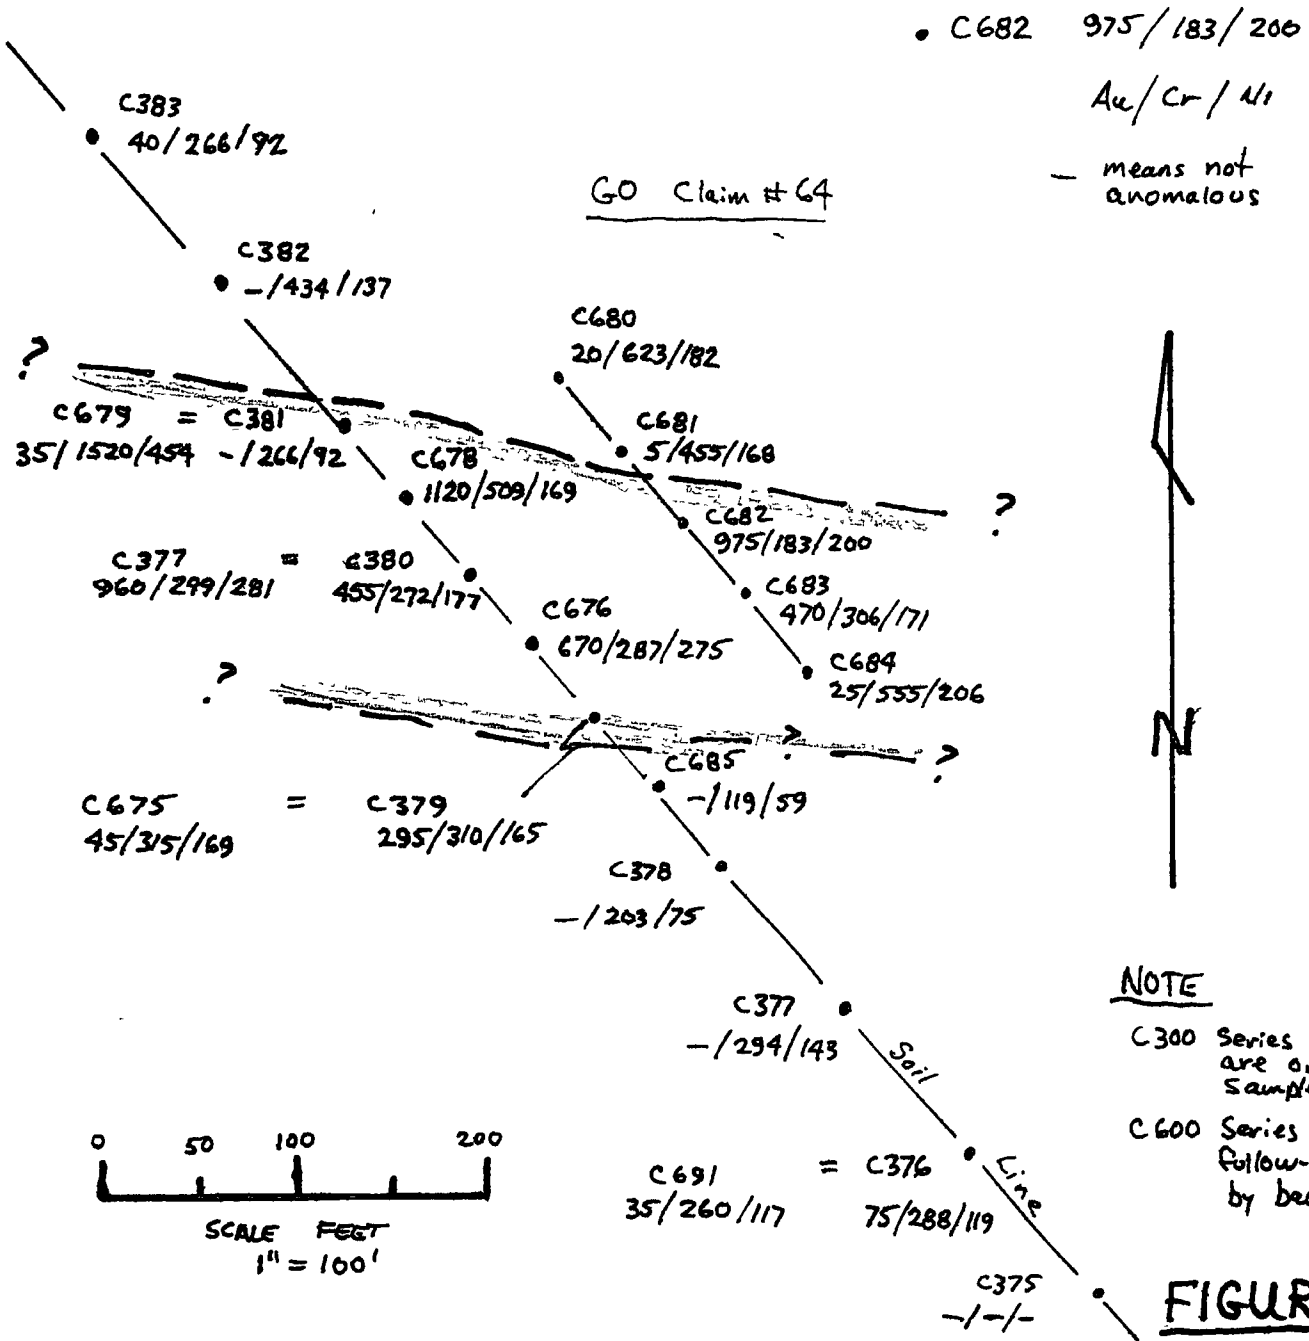 • C682 975/183/200
Au/Cr/Ni
— means not
anomalous
C383
40/266/92
GO Claim #64
C382
-/434/137
C680
20/623/182
?
C679 = C381
35/1520/454 -/266/92
C681
5/455/168
C678
1120/509/169
?
C682
975/183/200
C377 = C380
960/299/281 455/272/177
C683
470/306/171
C676
670/287/275
C684
25/555/206
?
N
?
?
C685
-/119/59
C675 = C379
45/315/169 295/310/165
C378
-/203/75
C377
-/294/143
Soil
Line
NOTE
C300 Series
are
C600 Series
follow-
by
0 50 100 200
SCALE FEET
1" = 100'
C691 = C376
35/260/117 75/288/119
C375
-/-/-
FIGUR